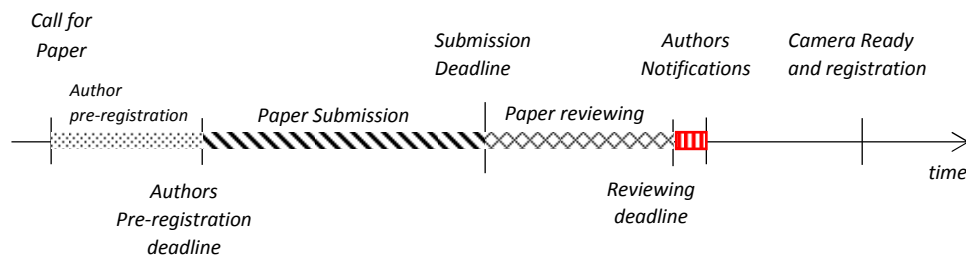 Call for
Paper
Submission
Deadline
Authors
Notifications
Camera Ready
and registration
Author
pre-registration
Paper Submission
Paper reviewing
time
Authors
Pre-registration
deadline
Reviewing
deadline